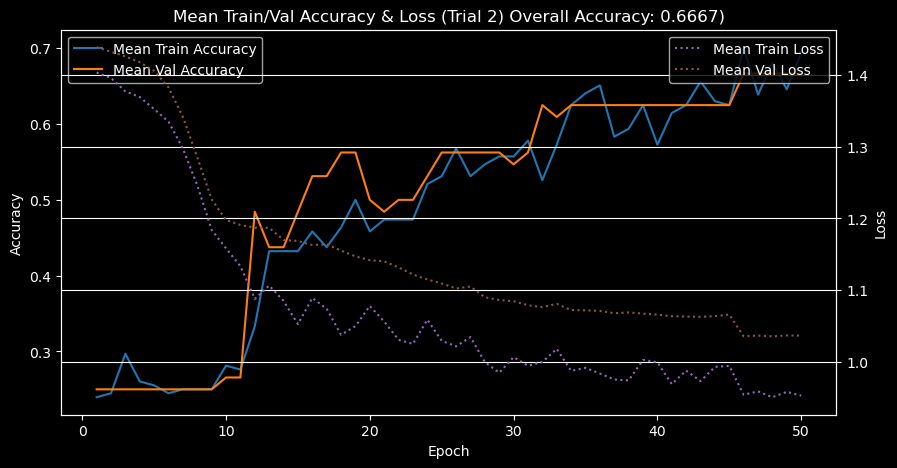 Mean Train/Val Accuracy & Loss (Trial 2) Overall Accuracy: 0.6667)
Mean Train Accuracy
Mean Val Accuracy
Mean Train Loss
Mean Val Loss
Accuracy
0.7
0.6
0.5
0.4
0.3
1.4
1.3
1.2
1.1
1.0
Loss
0 10 20 30 40 50
Epoch